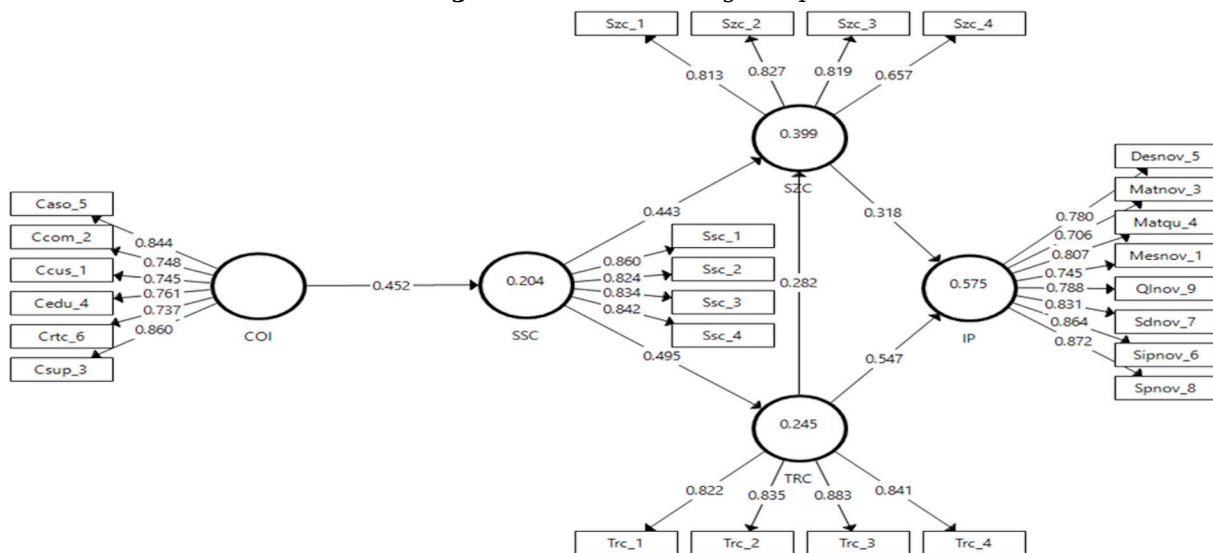 Szc_1 Szc_2 Szc_3 Szc_4
0.813 0.827 0.819 0.657
0.399
SZC
Caso_5
Ccom_2
Ccus_1
Cedu_4
Crtc_6
Csup_3
0.844
0.748
0.745
0.761
0.737
0.860
COI
0.452
0.204
SSC
0.443
0.860
0.824
0.834
0.842
0.495
Ssc_1
Ssc_2
Ssc_3
Ssc_4
0.282
0.318
0.547
0.575
IP
0.780
0.706
0.807
0.745
0.788
0.831
0.864
0.872
Desnov_5
Matnov_3
Matqu_4
Mesnov_1
Qlnov_9
Sdnov_7
Sipnov_6
Spnov_8
0.245
TRC
0.822 0.835 0.883 0.841
Trc_1 Trc_2 Trc_3 Trc_4